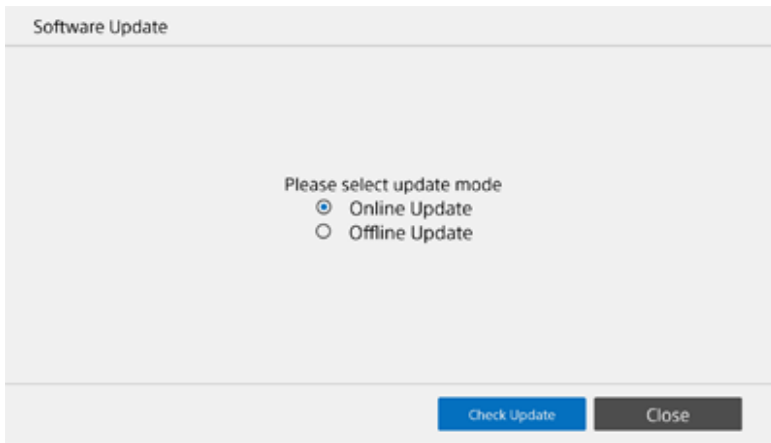 Software Update
Please select update mode
Online Update
Offline Update
Check Update
Close